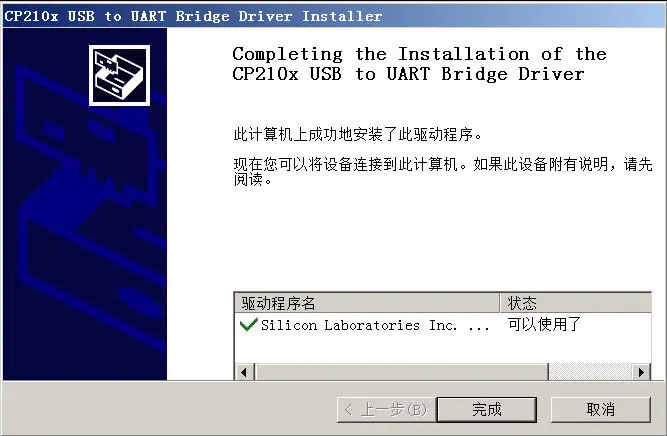 CP210x USB to UART Bridge Driver Installer
Completing the Installation of the
CP210x USB to UART Bridge Driver
此计算机上成功地安装了此驱动程序。
现在您可以将设备连接到此计算机。如果此设备附有说明，请先
阅读。
驱动程序名 状态
Silicon Laboratories Inc. ... 可以使用了
< 上一步(B) 完成 取消